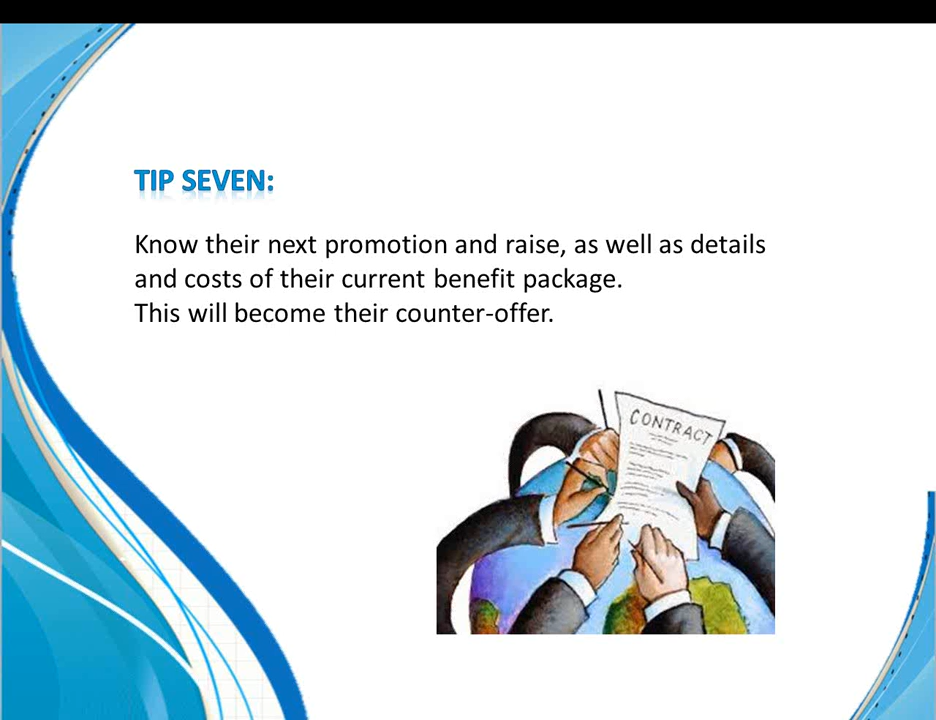 TIP SEVEN:
Know their next promotion and raise, as well as details
and costs of their current benefit package.
This will become their counter-offer.
CONTRACT